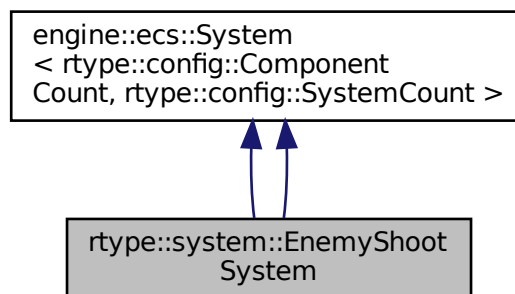 engine::ecs::System
< rtype::config::Component
Count, rtype::config::SystemCount >
rtype::system::EnemyShoot
System